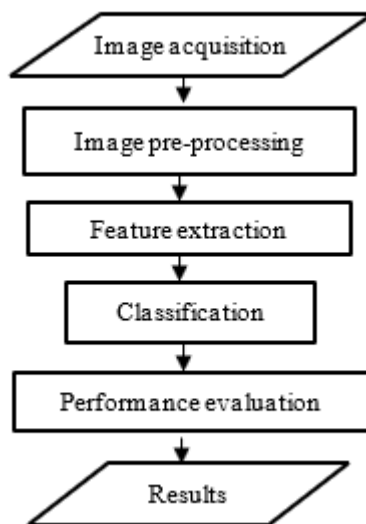 Image acquisition
Image pre-processing
Feature extraction
Classification
Performance evaluation
Results